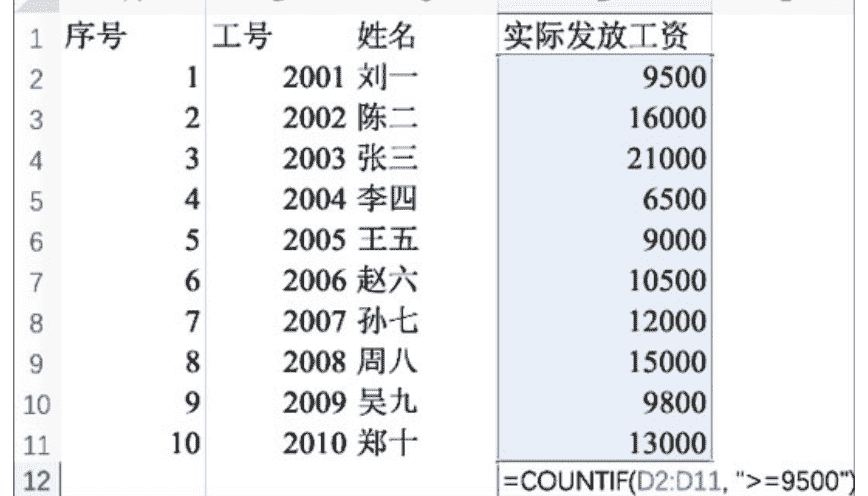 1 序号 工号 姓名 实际发放工资
2 1 2001 刘一 9500
3 2 2002 陈二 16000
4 3 2003 张三 21000
5 4 2004 李四 6500
6 5 2005 王五 9000
7 6 2006 赵六 10500
8 7 2007 孙七 12000
9 8 2008 周八 15000
10 9 2009 吴九 9800
11 10 2010 郑十 13000
12 =COUNTIF(D2:D11, ">=9500")